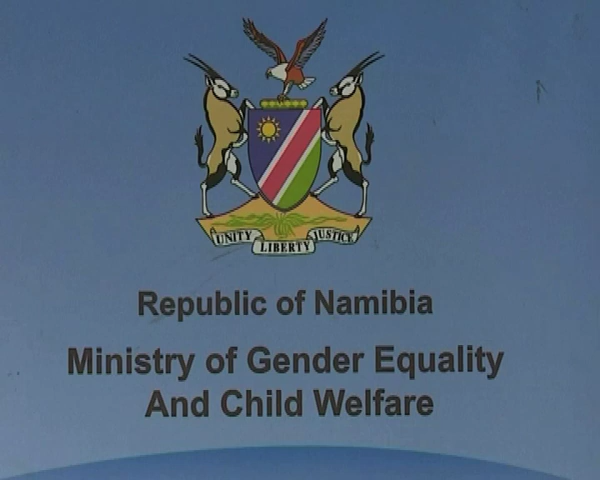 UNITY LIBERTY JUSTICE
Republic of Namibia
Ministry of Gender Equality
And Child Welfare